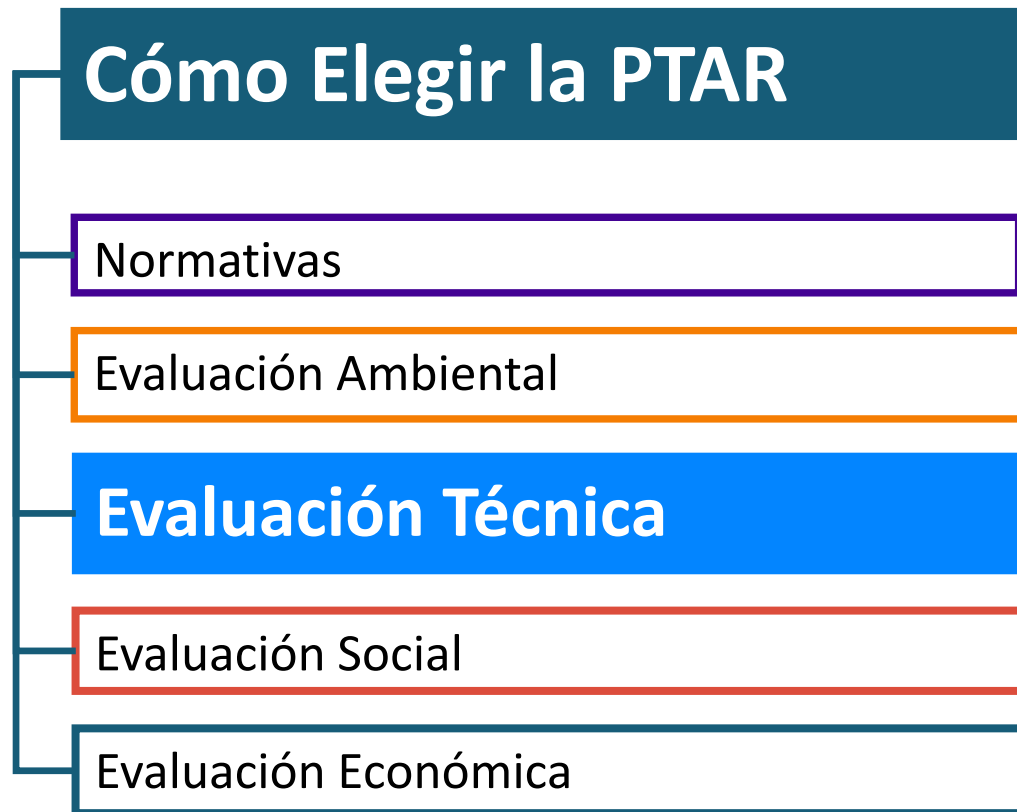 Cómo Elegir la PTAR
Normativas
Evaluación Ambiental
Evaluación Técnica
Evaluación Social
Evaluación Económica